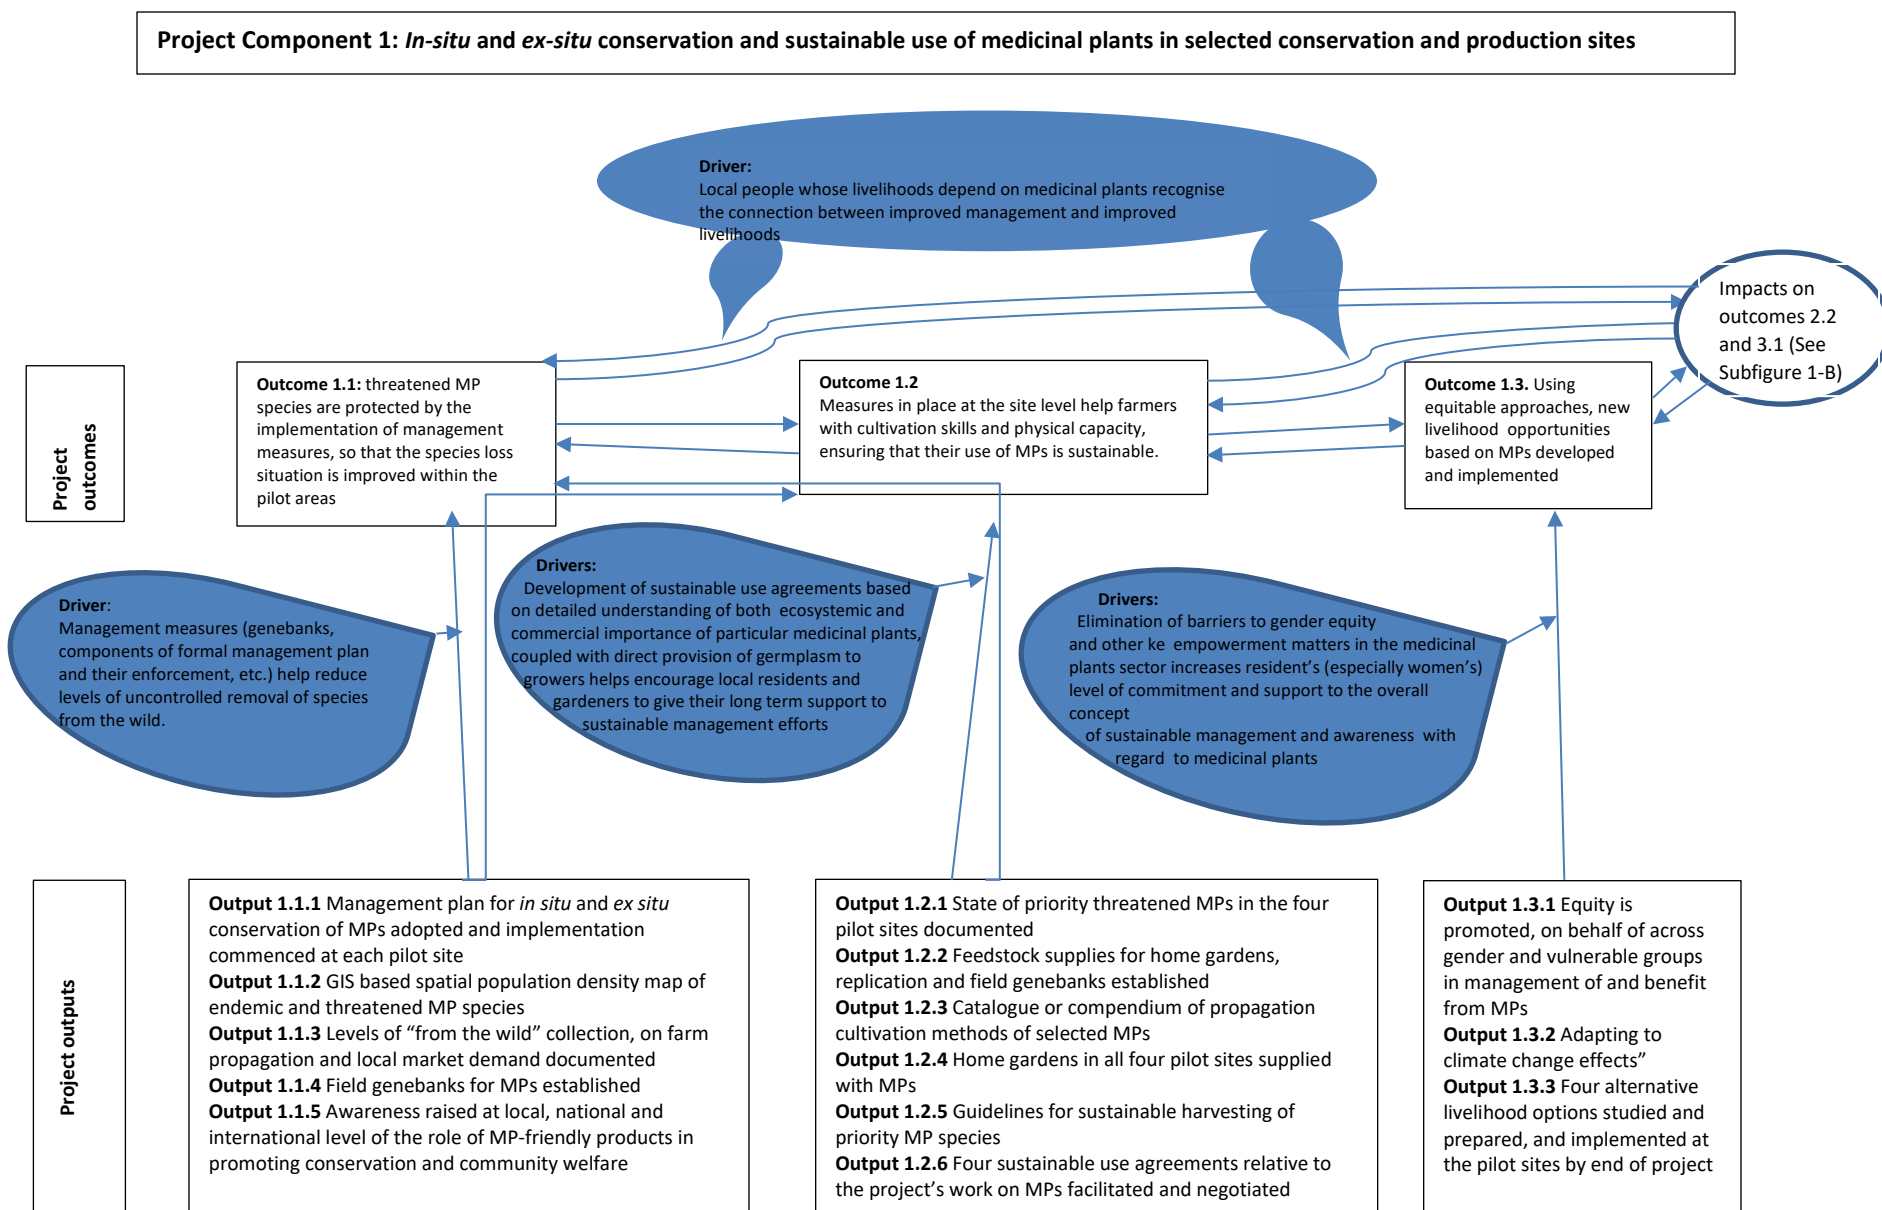 Project Component 1: In-situ and ex-situ conservation and sustainable use of medicinal plants in selected conservation and production sites
Driver:
Local people whose livelihoods depend on medicinal plants recognise
the connection between improved management and improved
livelihoods
Impacts on
outcomes 2.2
and 3.1 (See
Subfigure 1-B)
Project
outcomes
Outcome 1.1: threatened MP
species are protected by the
implementation of management
measures, so that the species loss
situation is improved within the
pilot areas
Outcome 1.2
Measures in place at the site level help farmers
with cultivation skills and physical capacity,
ensuring that their use of MPs is sustainable.
Outcome 1.3. Using
equitable approaches, new
livelihood opportunities
based on MPs developed
and implemented
Driver:
Management measures (genebanks,
components of formal management plan
and their enforcement, etc.) help reduce
levels of uncontrolled removal of species
from the wild.
Drivers:
Development of sustainable use agreements based
on detailed understanding of both ecosystemic and
commercial importance of particular medicinal plants,
coupled with direct provision of germplasm to
growers helps encourage local residents and
gardeners to give their long term support to
sustainable management efforts
Drivers:
Elimination of barriers to gender equity
and other ke empowerment matters in the medicinal
plants sector increases resident's (especially women's)
level of commitment and support to the overall
concept
of sustainable management and awareness with
regard to medicinal plants
Project outputs
Output 1.1.1 Management plan for in situ and ex situ
conservation of MPs adopted and implementation
commenced at each pilot site
Output 1.1.2 GIS based spatial population density map of
endemic and threatened MP species
Output 1.1.3 Levels of “from the wild” collection, on farm
propagation and local market demand documented
Output 1.1.4 Field genebanks for MPs established
Output 1.1.5 Awareness raised at local, national and
international level of the role of MP-friendly products in
promoting conservation and community welfare
Output 1.2.1 State of priority threatened MPs in the four
pilot sites documented
Output 1.2.2 Feedstock supplies for home gardens,
replication and field genebanks established
Output 1.2.3 Catalogue or compendium of propagation
cultivation methods of selected MPs
Output 1.2.4 Home gardens in all four pilot sites supplied
with MPs
Output 1.2.5 Guidelines for sustainable harvesting of
priority MP species
Output 1.2.6 Four sustainable use agreements relative to
the project's work on MPs facilitated and negotiated
Output 1.3.1 Equity is
promoted, on behalf of across
gender and vulnerable groups
in management of and benefit
from MPs
Output 1.3.2 Adapting to
climate change effects”
Output 1.3.3 Four alternative
livelihood options studied and
prepared, and implemented at
the pilot sites by end of project